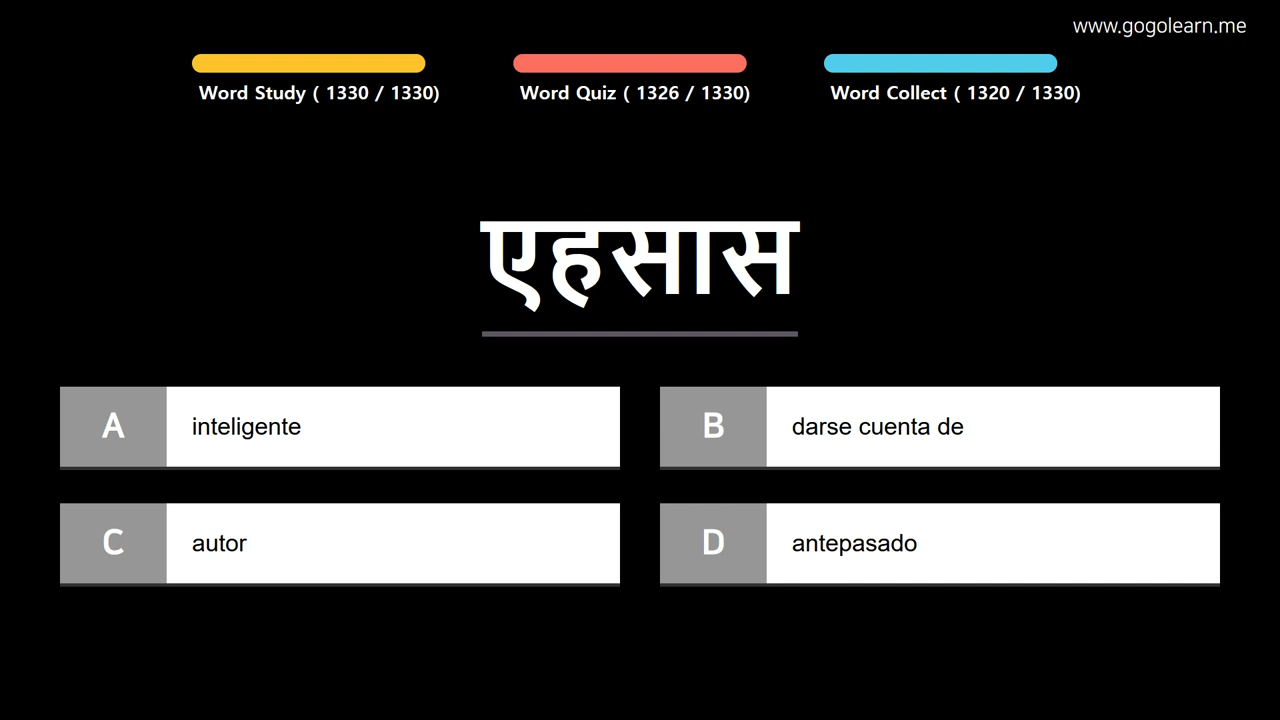 www.gogolearn.me
Word Study ( 1330 / 1330)
Word Quiz ( 1326 / 1330)
Word Collect ( 1320 / 1330)
एहसास
A
inteligente
B
darse cuenta de
C
autor
D
antepasado